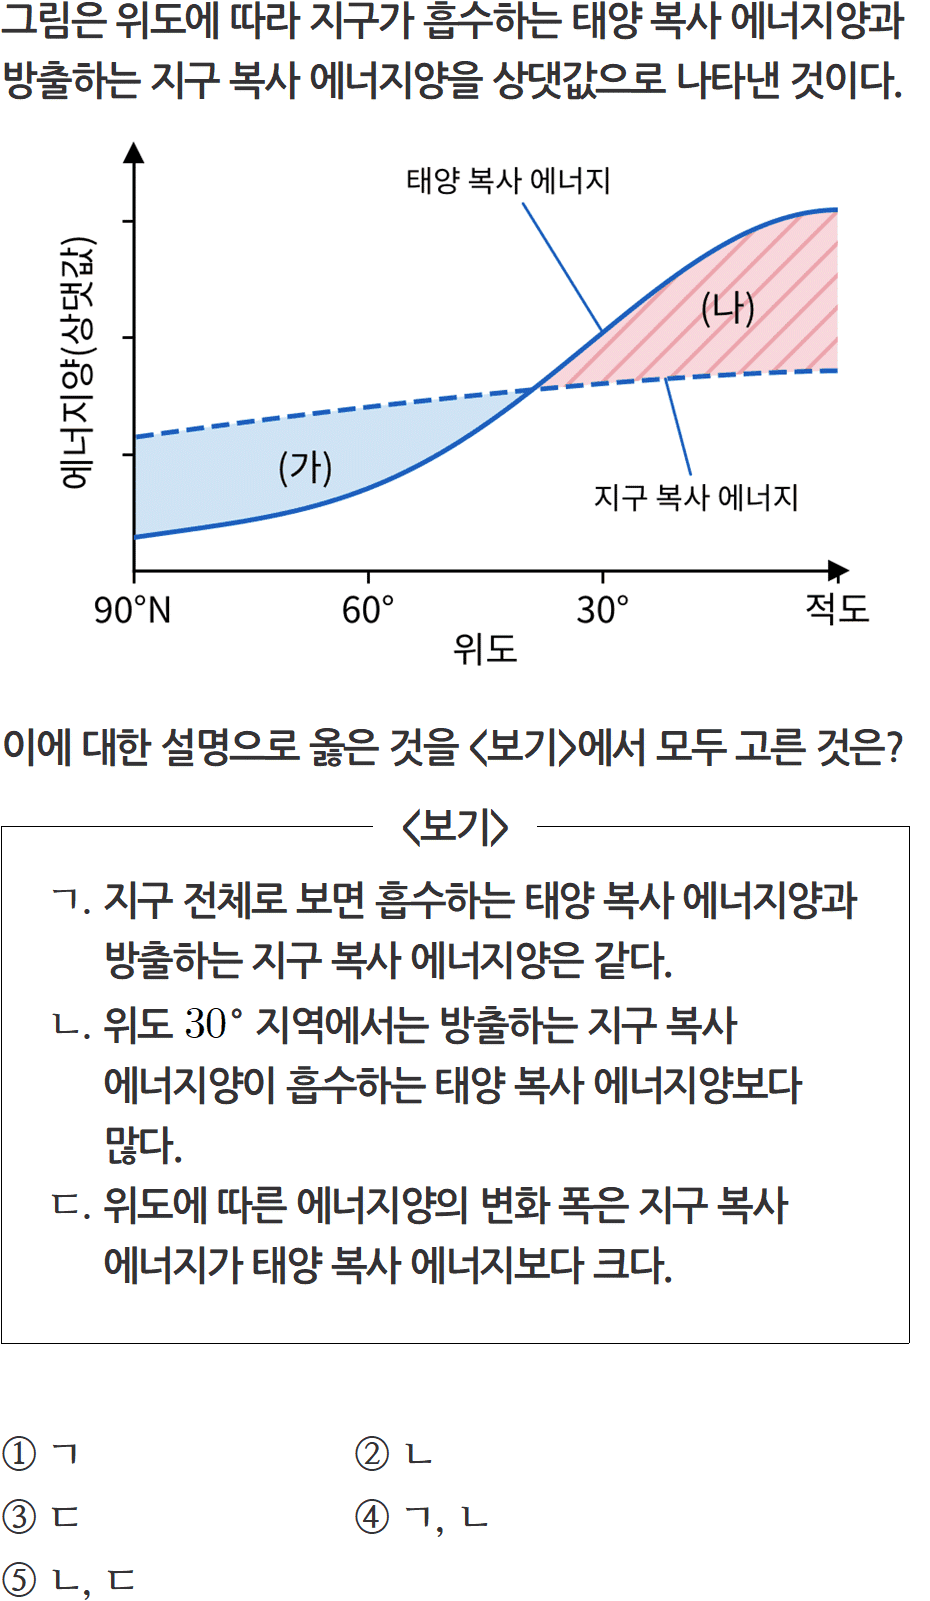 그림은 위도에 따라 지구가 흡수하는 태양 복사 에너지양과
방출하는 지구 복사 에너지양을 상댓값으로 나타낸 것이다.
태양 복사 에너지
에너지양(상댓값)
(나)
(가)
지구 복사 에너지
90°N 60° 30° 적도
위도
이에 대한 설명으로 옳은 것을 <보기>에서 모두 고른 것은?
<보기>
ㄱ. 지구 전체로 보면 흡수하는 태양 복사 에너지양과
방출하는 지구 복사 에너지양은 같다.
ㄴ. 위도 30° 지역에서는 방출하는 지구 복사
에너지양이 흡수하는 태양 복사 에너지양보다
많다.
ㄷ. 위도에 따른 에너지양의 변화 폭은 지구 복사
에너지가 태양 복사 에너지보다 크다.
① ㄱ ② ㄴ
③ ㄷ ④ ㄱ, ㄴ
⑤ ㄴ, ㄷ